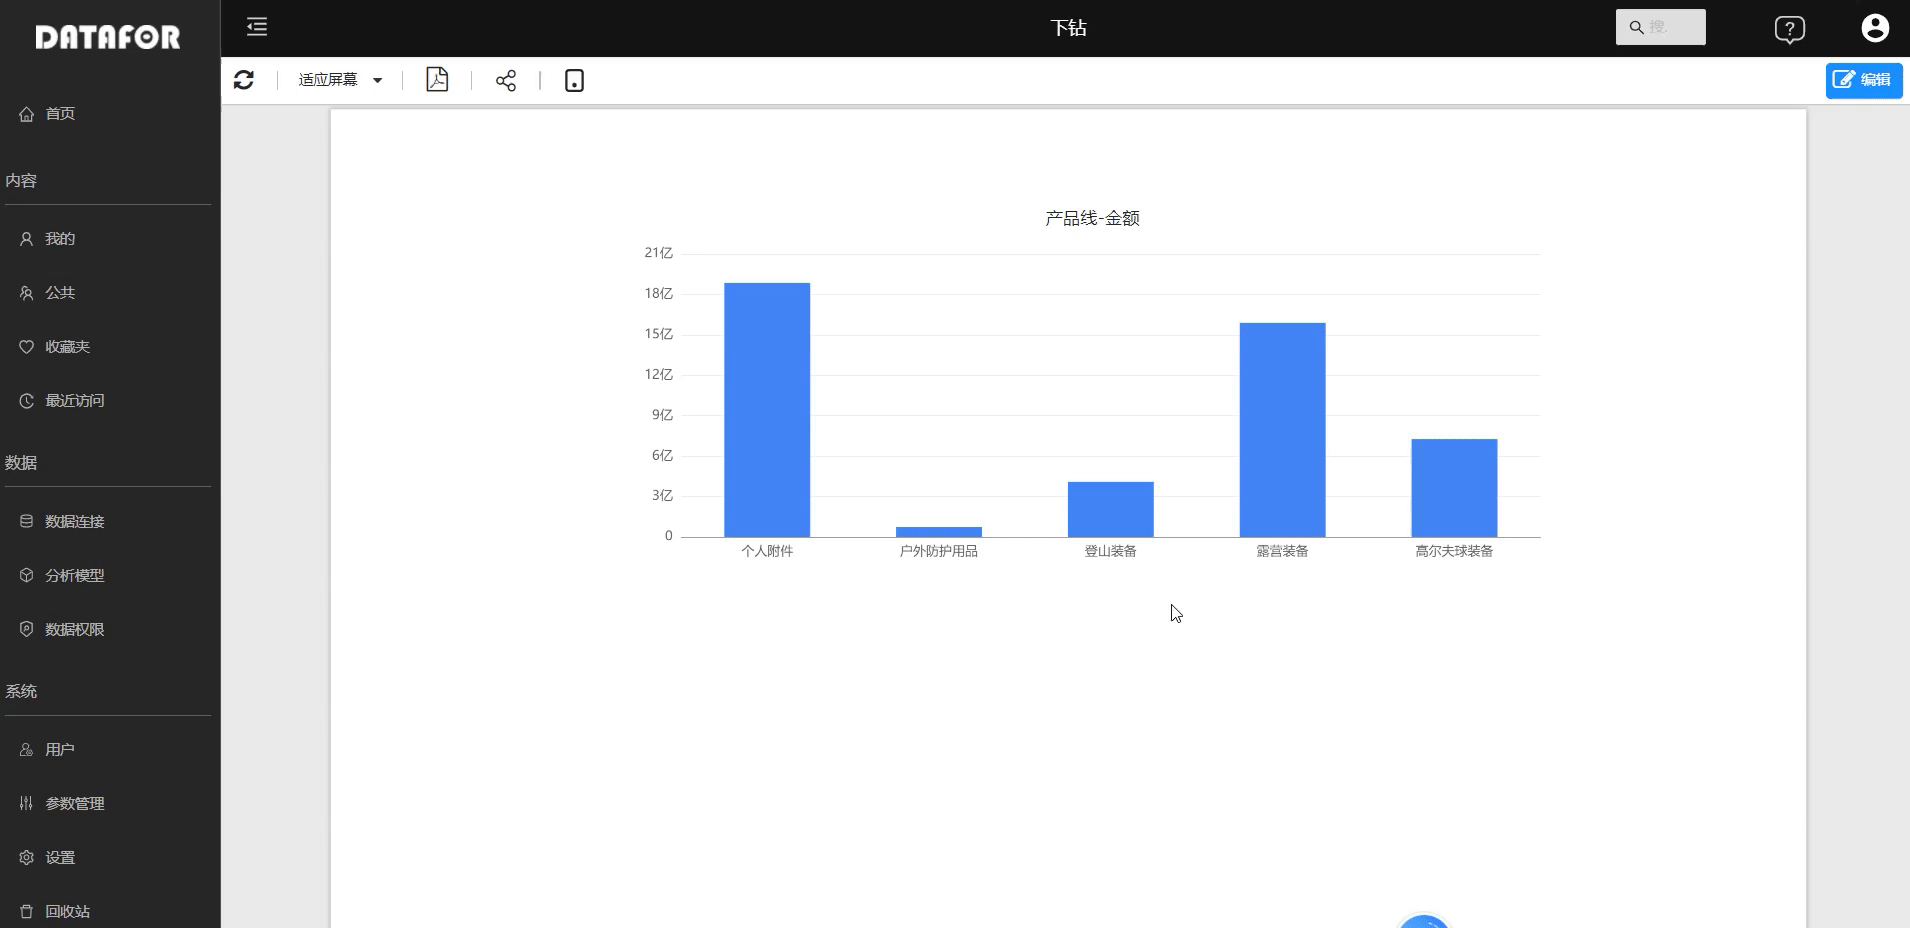 DATAFOR
下钻
搜.
适应屏幕
编辑
首页
内容
我的
公共
收藏夹
最近访问
数据
数据连接
分析模型
数据权限
系统
用户
参数管理
设置
回收站
产品线-金额
21亿
18亿
15亿
12亿
9亿
6亿
3亿
0
个人附件
户外防护用品
登山装备
露营装备
高尔夫球装备